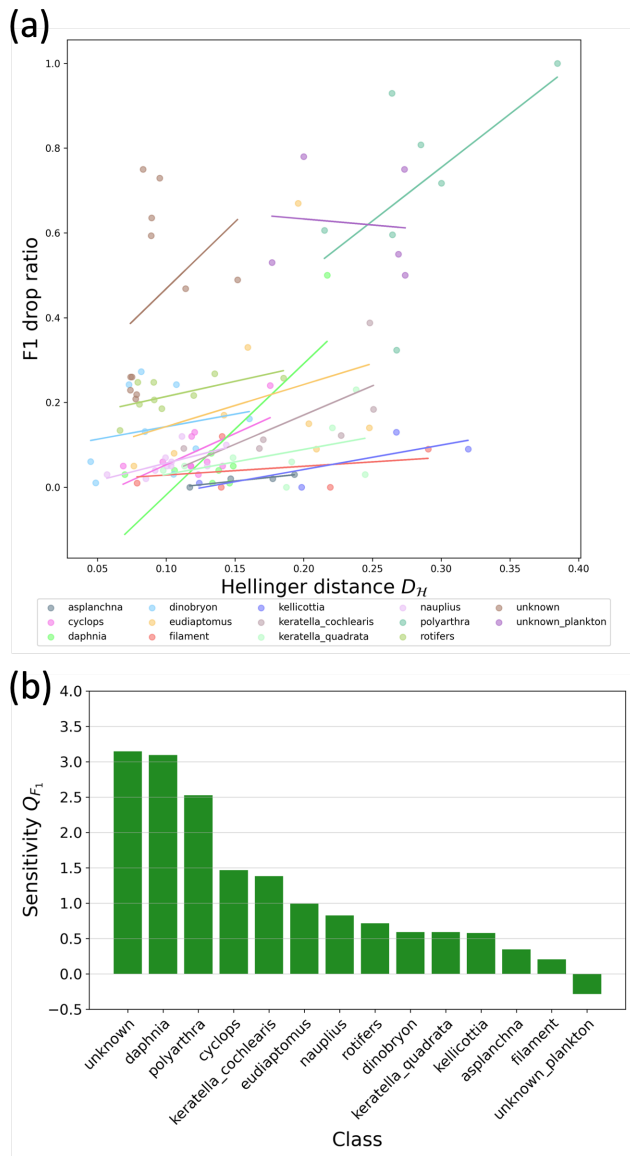 (a)
1.0
0.8
0.6
0.4
0.2
0.0
F1 drop ratio
0.05 0.10 0.15 0.20 0.25 0.30 0.35 0.40
Hellinger distance D_ℋ
asplanchna dinobryon kellicottia nauplius unknown
cyclops eudiaptomus keratella_cochlearis polyarthra unknown_plankton
daphnia filament keratella_quadrata rotifers
(b)
4.0
3.5
3.0
2.5
2.0
1.5
1.0
0.5
0.0
−0.5
Sensitivity Q_{F_1}
unknown
daphnia
polyarthra
cyclops
keratella_cochlearis
eudiaptomus
nauplius
rotifers
dinobryon
keratella_quadrata
kellicottia
asplanchna
filament
unknown_plankton
Class